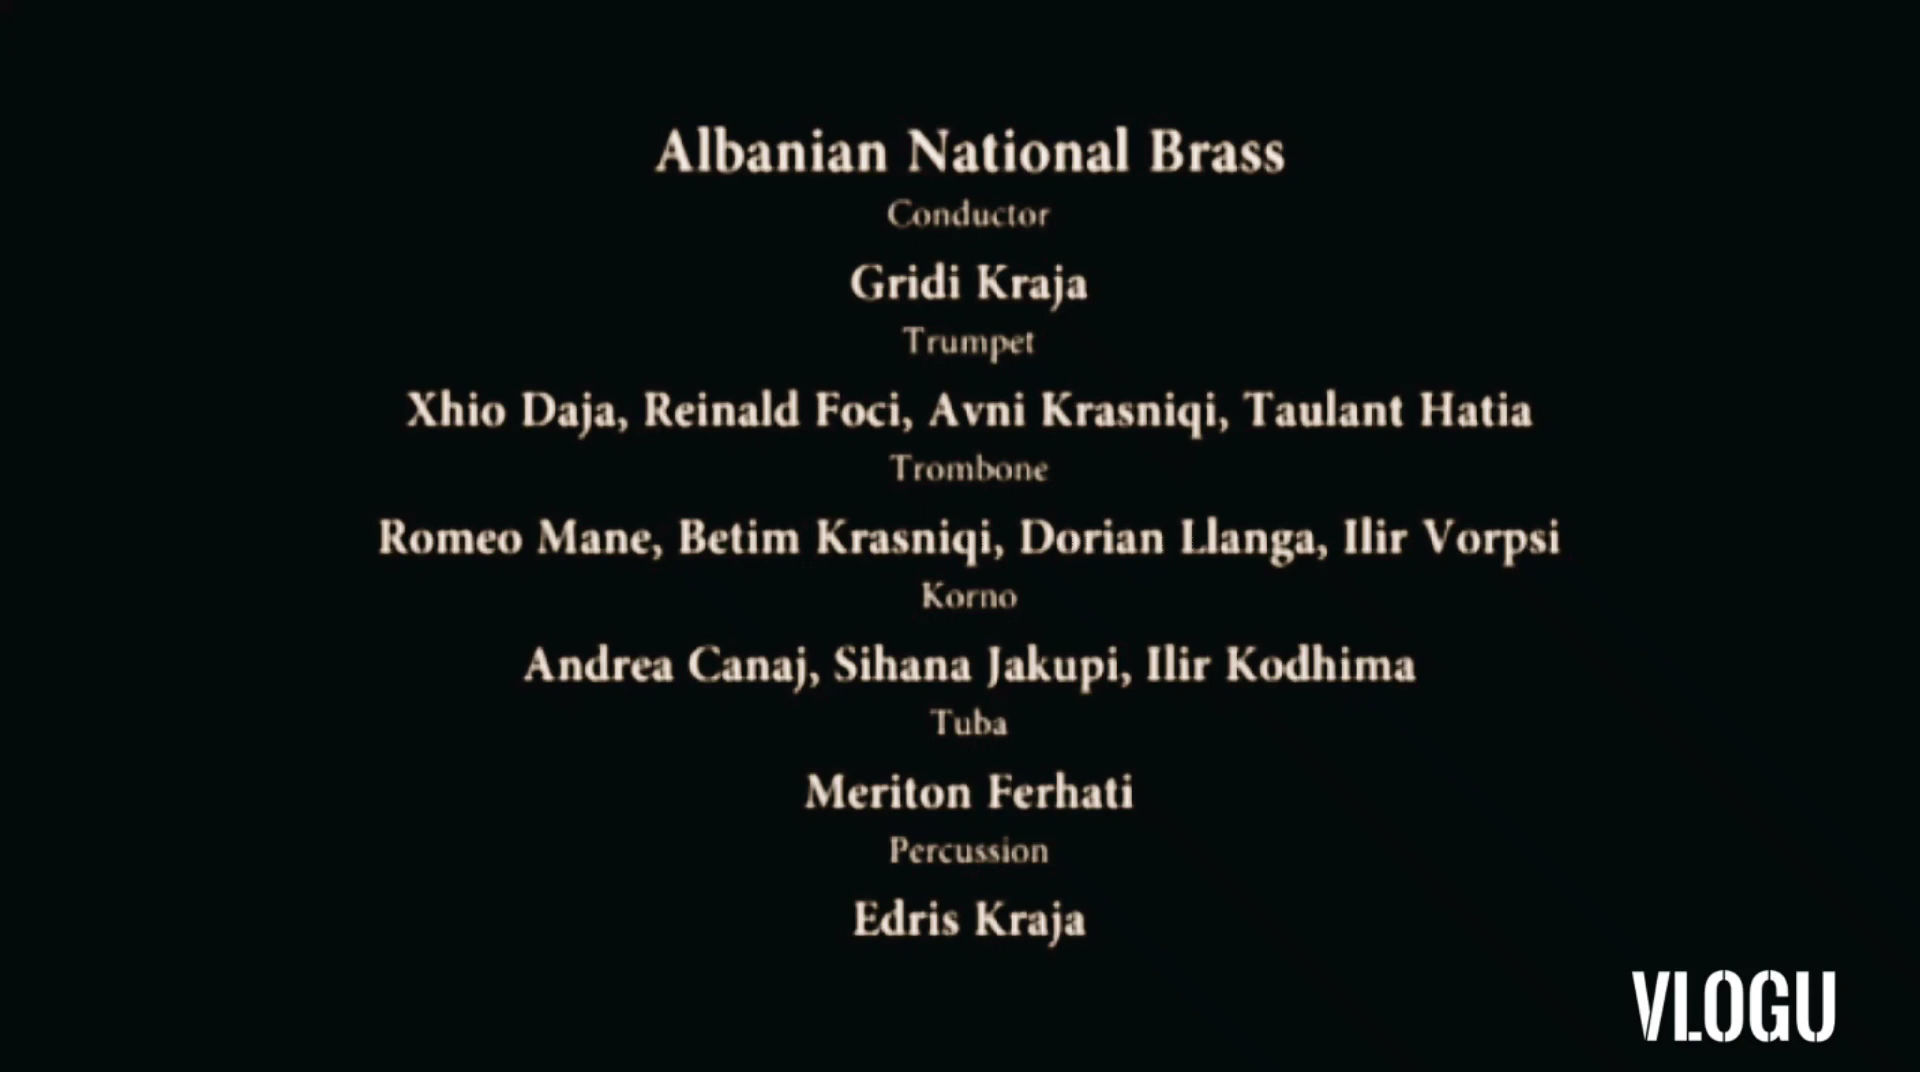 Albanian National Brass
Conductor
Gridi Kraja
Trumpet
Xhio Daja, Reinald Foci, Avni Krasniqi, Taulant Hatia
Trombone
Romeo Mane, Betim Krasniqi, Dorian Llanga, Ilir Vorpsi
Korno
Andrea Canaj, Sihana Jakupi, Ilir Kodhima
Tuba
Meriton Ferhati
Percussion
Edris Kraja
VLOGU